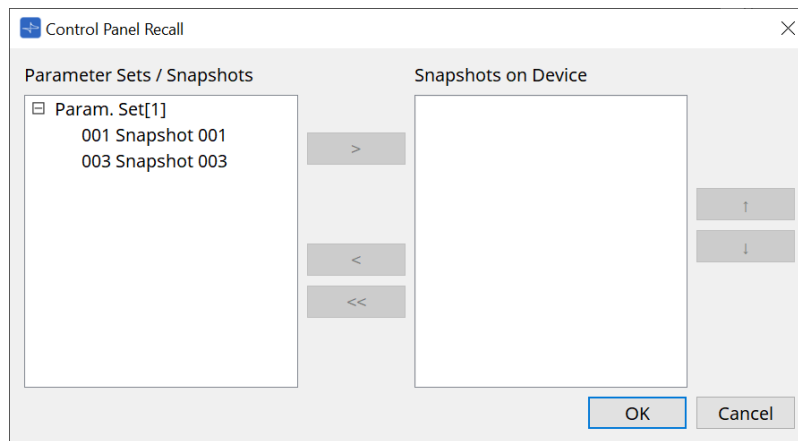 Control Panel Recall
Parameter Sets / Snapshots
Snapshots on Device
Param. Set[1]
001 Snapshot 001
003 Snapshot 003
>
<
<<
↑
↓
OK
Cancel